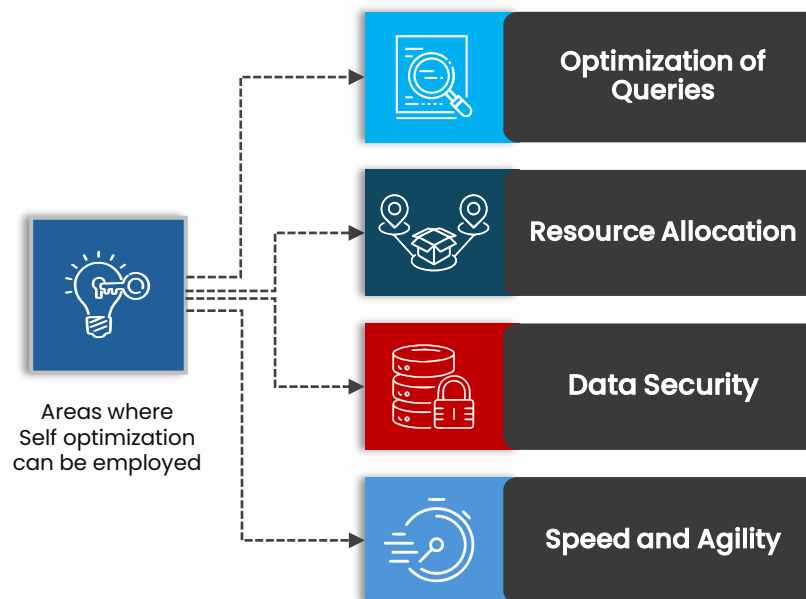 Optimization of
Queries
Resource Allocation
Areas where
Self optimization
can be employed
Data Security
Speed and Agility